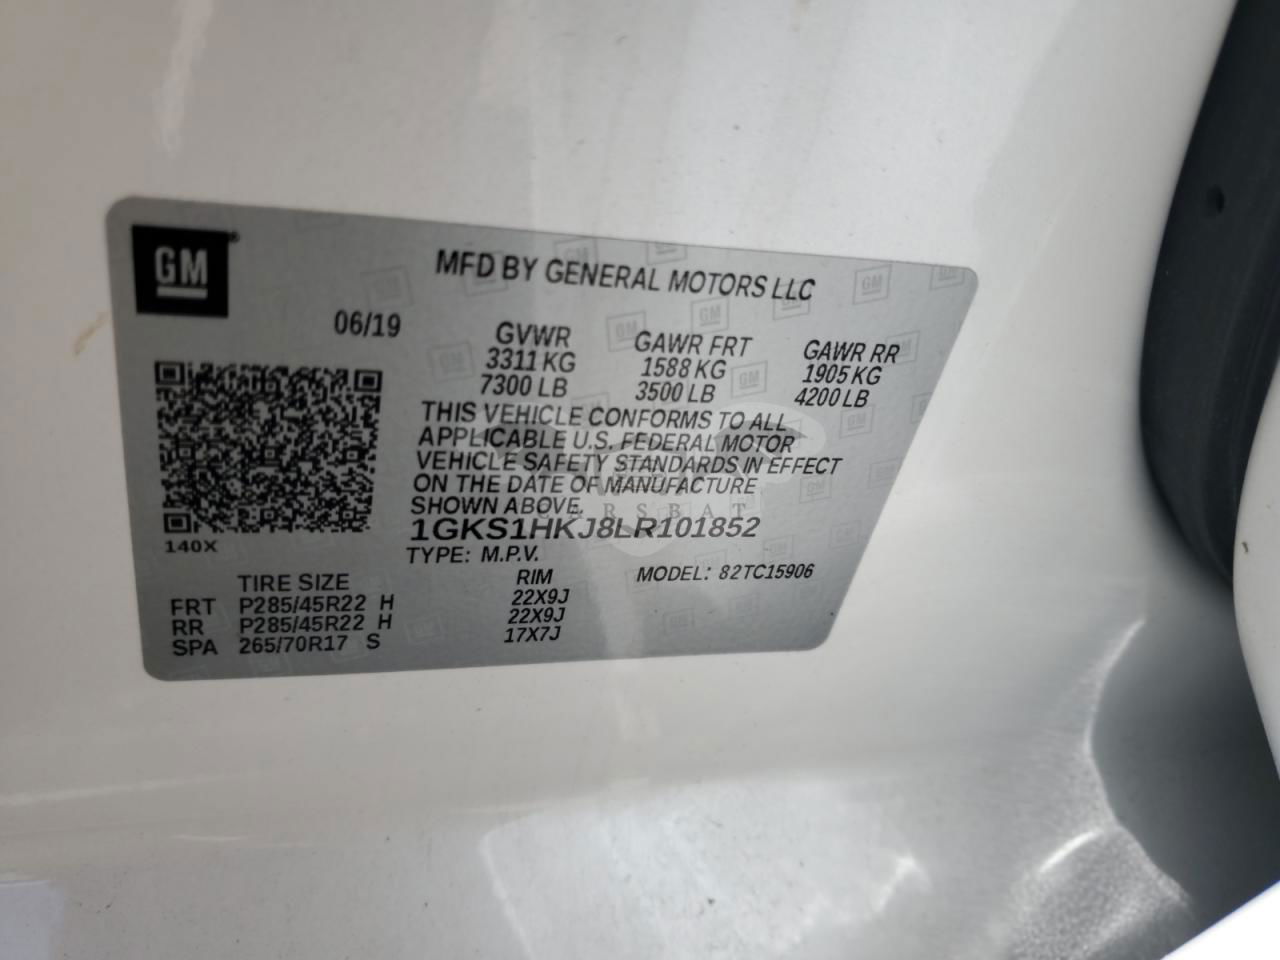 GM
MFD BY GENERAL MOTORS LLC
06/19
GVWR GAWR FRT GAWR RR
3311 KG 1588 KG 1905 KG
7300 LB 3500 LB 4200 LB
THIS VEHICLE CONFORMS TO ALL
APPLICABLE U.S. FEDERAL MOTOR
VEHICLE SAFETY STANDARDS IN EFFECT
ON THE DATE OF MANUFACTURE
SHOWN ABOVE.
CARSBAT
1GKS1HKJ8LR101852
140X
TYPE: M.P.V. MODEL: 82TC15906
TIRE SIZE RIM
FRT P285/45R22 H 22X9J
RR P285/45R22 H 22X9J
SPA 265/70R17 S 17X7J